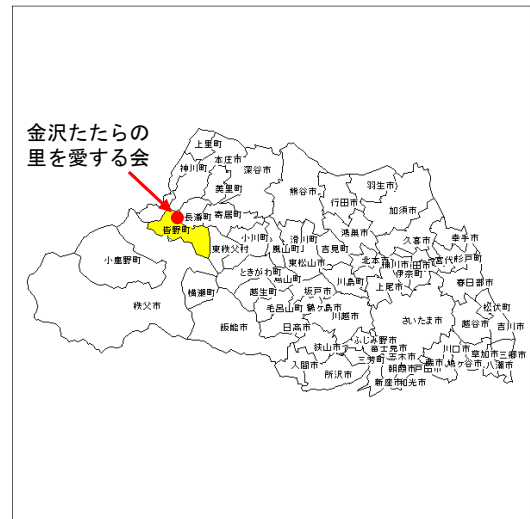 金沢たたらの
里を愛する会
上里町
本庄市
神川町
深谷市
美里町
熊谷市
羽生市
行田市
加須市
長瀞町
寄居町
皆野町
小川町
滑川町
嵐山町
吉見町
鴻巣市
久喜市
幸手市
東秩父村
東松山市
北本市
桶川市
伊奈町
宮代町
杉戸町
小鹿野町
ときがわ町
川島町
上尾市
春日部市
秩父市
横瀬町
越生町
坂戸市
毛呂山町
鶴ヶ島市
川越市
さいたま市
松伏町
越谷市
吉川市
飯能市
日高市
狭山市
ふじみ野市
富士見市
三芳町
志木市
川口市
草加市
三郷市
入間市
朝霞市
戸田市
蕨市
鳩ヶ谷市
八潮市
所沢市
新座市
和光市